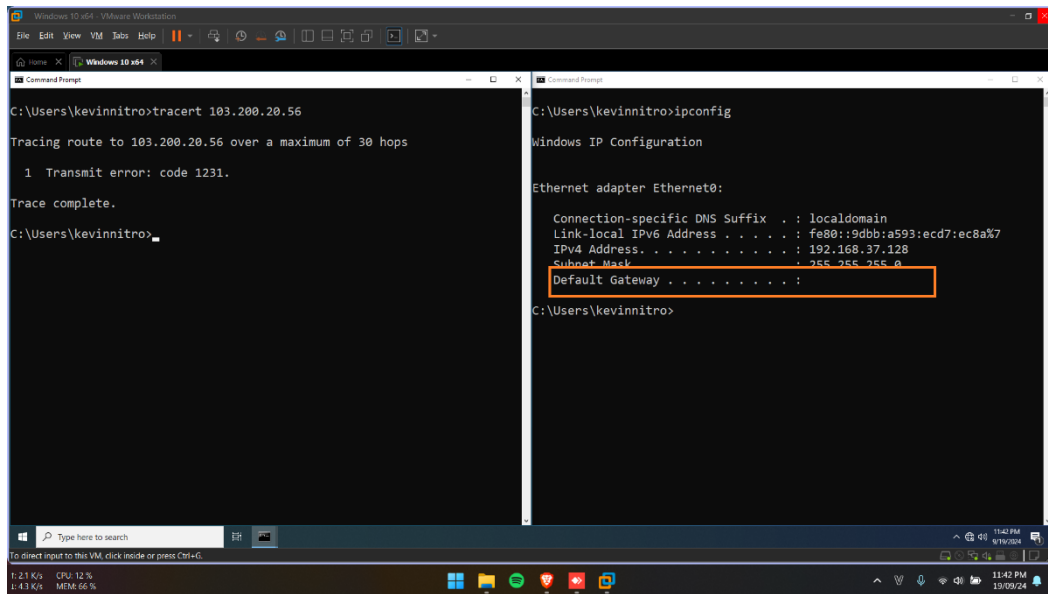 Windows 10 x64 - VMware Workstation
File Edit View VM Tabs Help
Home
Windows 10 x64
Command Prompt
C:\Users\kevinnitro>tracert 103.200.20.56
Tracing route to 103.200.20.56 over a maximum of 30 hops
1 Transmit error: code 1231.
Trace complete.
C:\Users\kevinnitro>
Command Prompt
C:\Users\kevinnitro>ipconfig
Windows IP Configuration
Ethernet adapter Ethernet0:
Connection-specific DNS Suffix . : localdomain
Link-local IPv6 Address . . . . . : fe80::9dbb:a593:ecd7:ec8a%7
IPv4 Address. . . . . . . . . . . : 192.168.37.128
Subnet Mask . . . . . . . . . . . : 255.255.255.0
Default Gateway . . . . . . . . . :
C:\Users\kevinnitro>
Type here to search
11:42 PM
9/19/2024
To direct input to this VM, click inside or press Ctrl+G.
2.1 K/s CPU: 12 %
4.3 K/s MEM: 66 %
11:42 PM
19/09/24